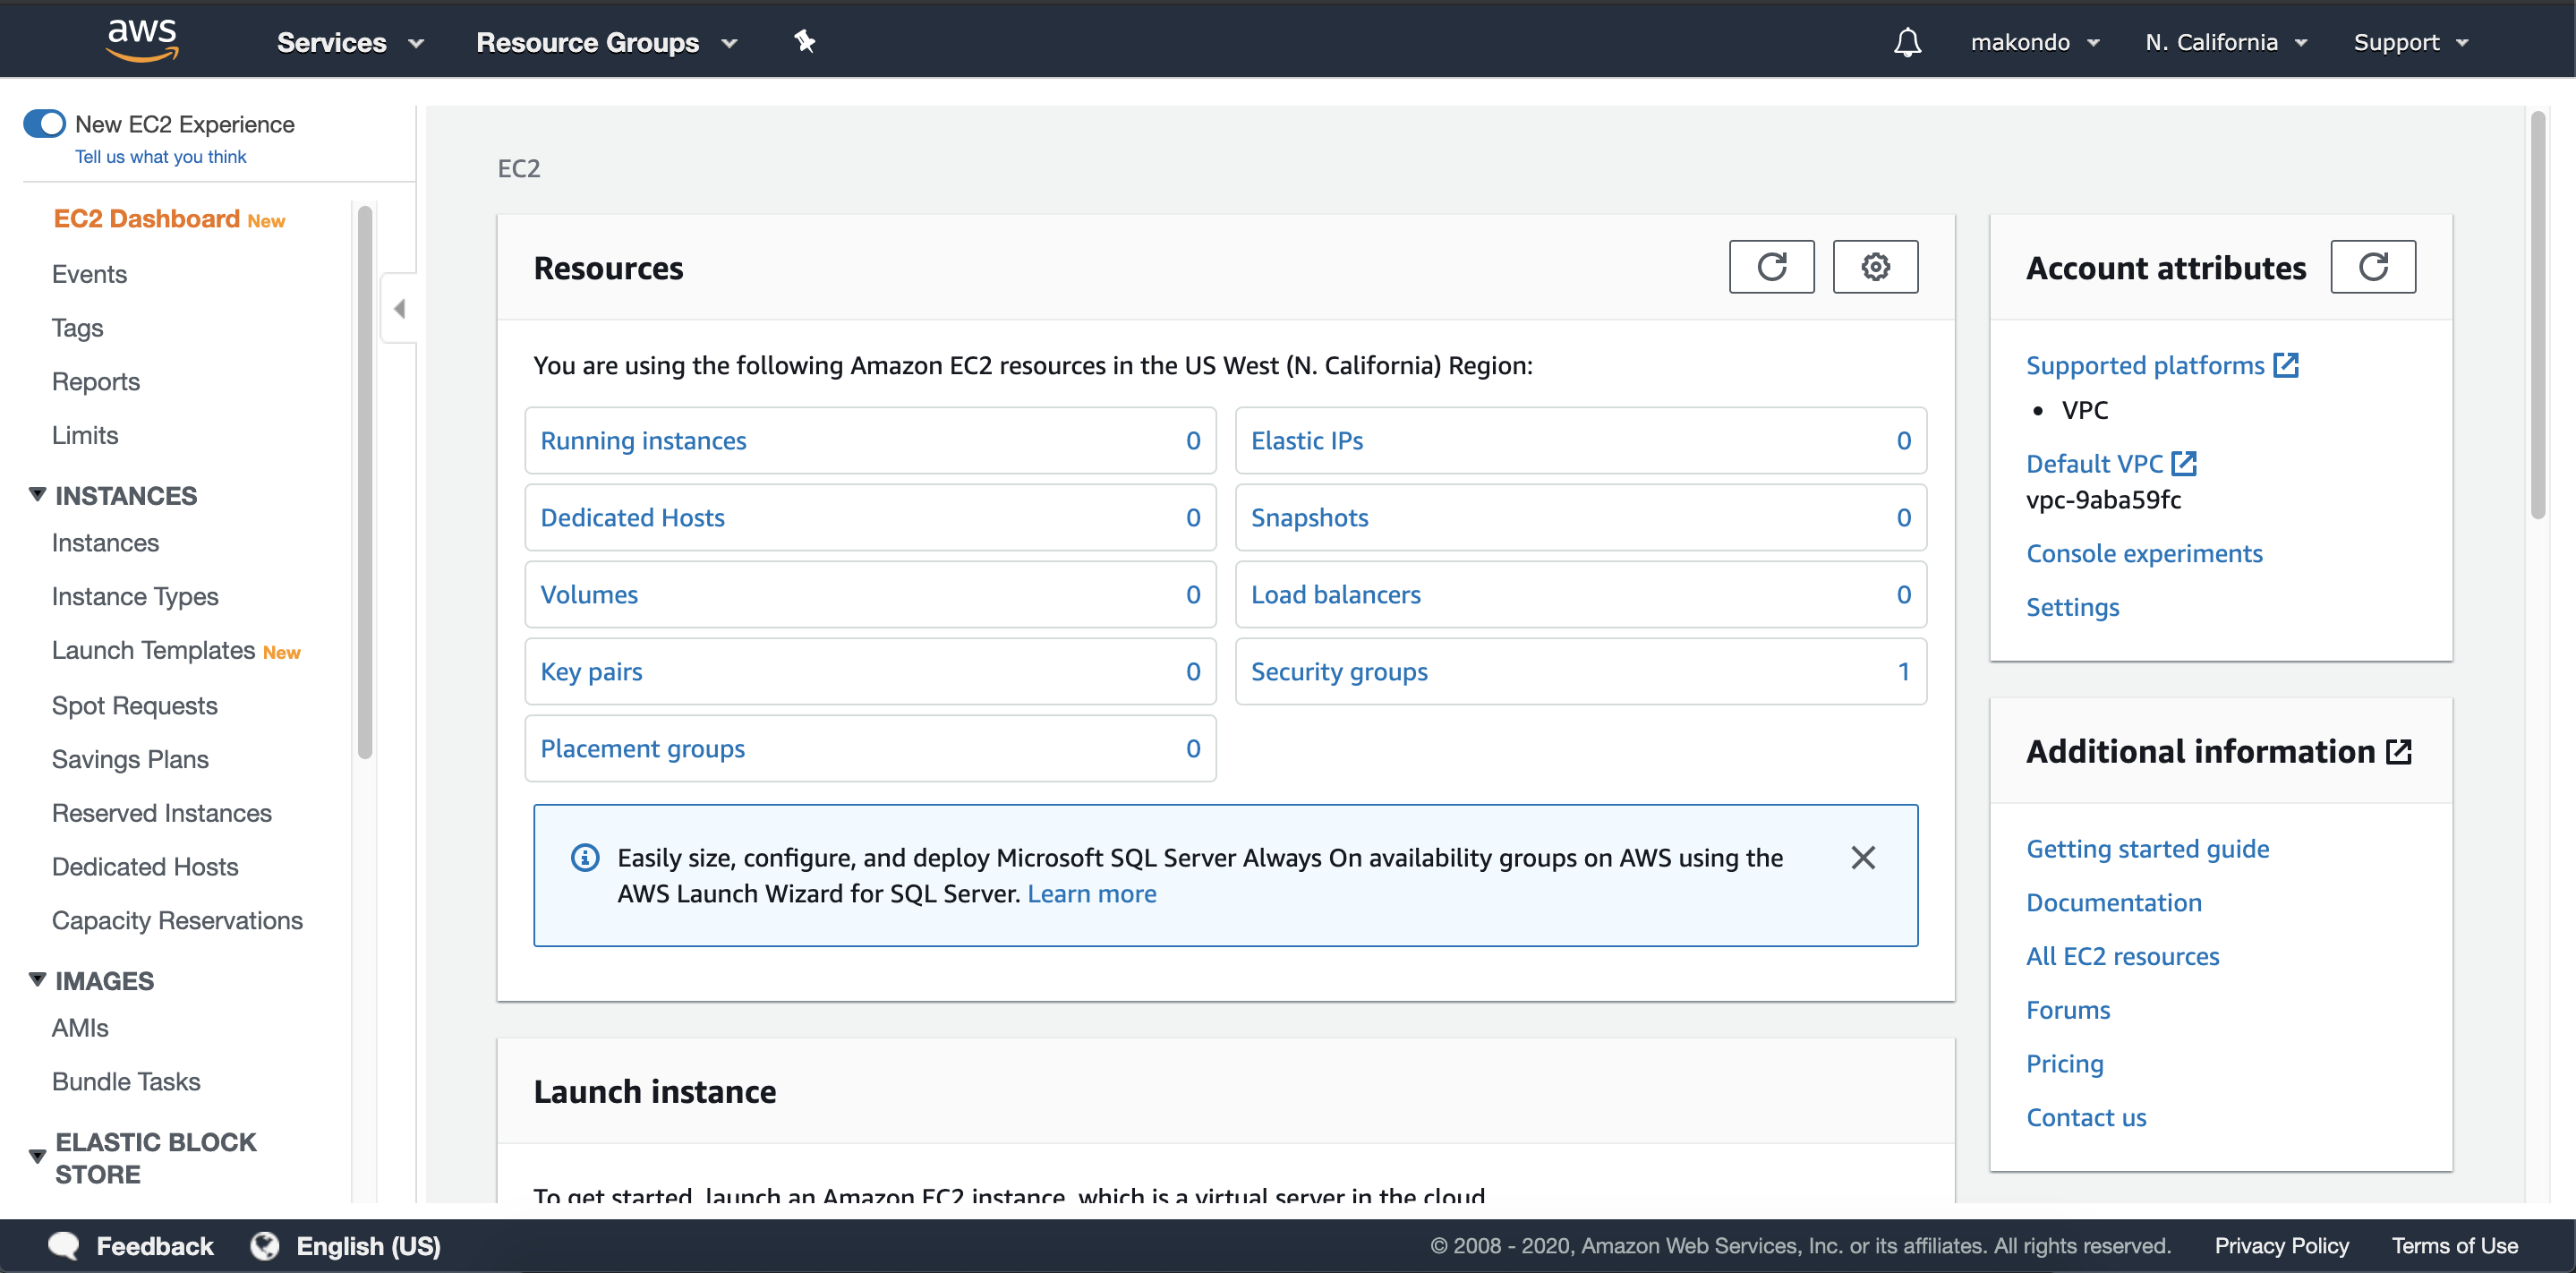 aws
Services
Resource Groups
makondo
N. California
Support
New EC2 Experience
Tell us what you think
EC2 Dashboard New
Events
Tags
Reports
Limits
INSTANCES
Instances
Instance Types
Launch Templates New
Spot Requests
Savings Plans
Reserved Instances
Dedicated Hosts
Capacity Reservations
IMAGES
AMIs
Bundle Tasks
ELASTIC BLOCK
STORE
EC2
Resources
You are using the following Amazon EC2 resources in the US West (N. California) Region:
Running instances 0
Elastic IPs 0
Dedicated Hosts 0
Snapshots 0
Volumes 0
Load balancers 0
Key pairs 0
Security groups 1
Placement groups 0
Easily size, configure, and deploy Microsoft SQL Server Always On availability groups on AWS using the
AWS Launch Wizard for SQL Server. Learn more
Launch instance
To get started, launch an Amazon EC2 instance, which is a virtual server in the cloud
Account attributes
Supported platforms
• VPC
Default VPC
vpc-9aba59fc
Console experiments
Settings
Additional information
Getting started guide
Documentation
All EC2 resources
Forums
Pricing
Contact us
Feedback
English (US)
© 2008 - 2020, Amazon Web Services, Inc. or its affiliates. All rights reserved.
Privacy Policy
Terms of Use